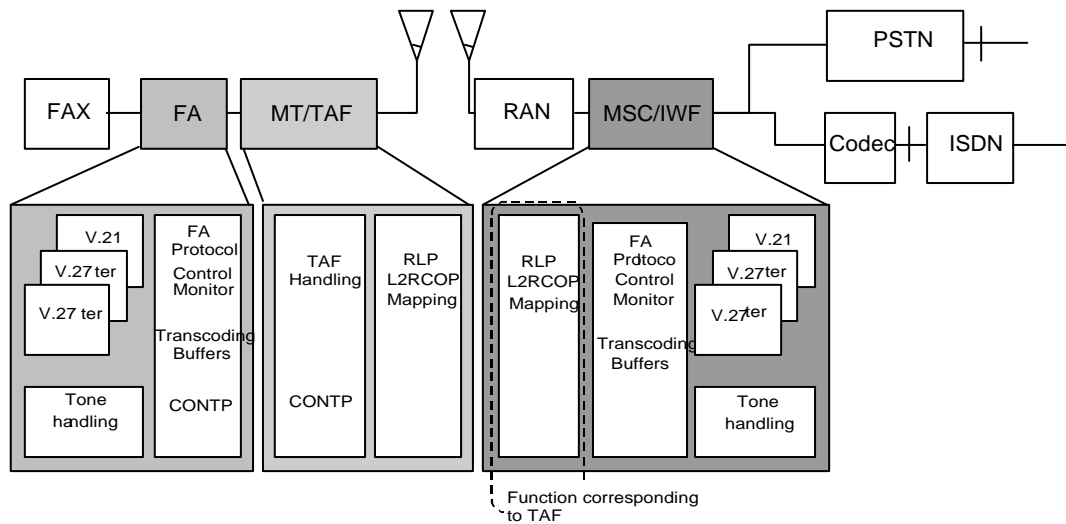 PSTN
FAX
FA
MT/TAF
RAN
MSC/IWF
Codec
ISDN
V.21
V.27 ter
V.27 ter
Tone
handling
FA
Protocol
Control
Monitor
Transcoding
Buffers
CONTP
TAF
Handling
CONTP
RLP
L2RCOP
Mapping
RLP
L2RCOP
Mapping
FA
Protoco l
Control
Monitor
Transcoding
Buffers
V.21
V.27ter
V.27ter
Tone
handling
Function corresponding
to TAF